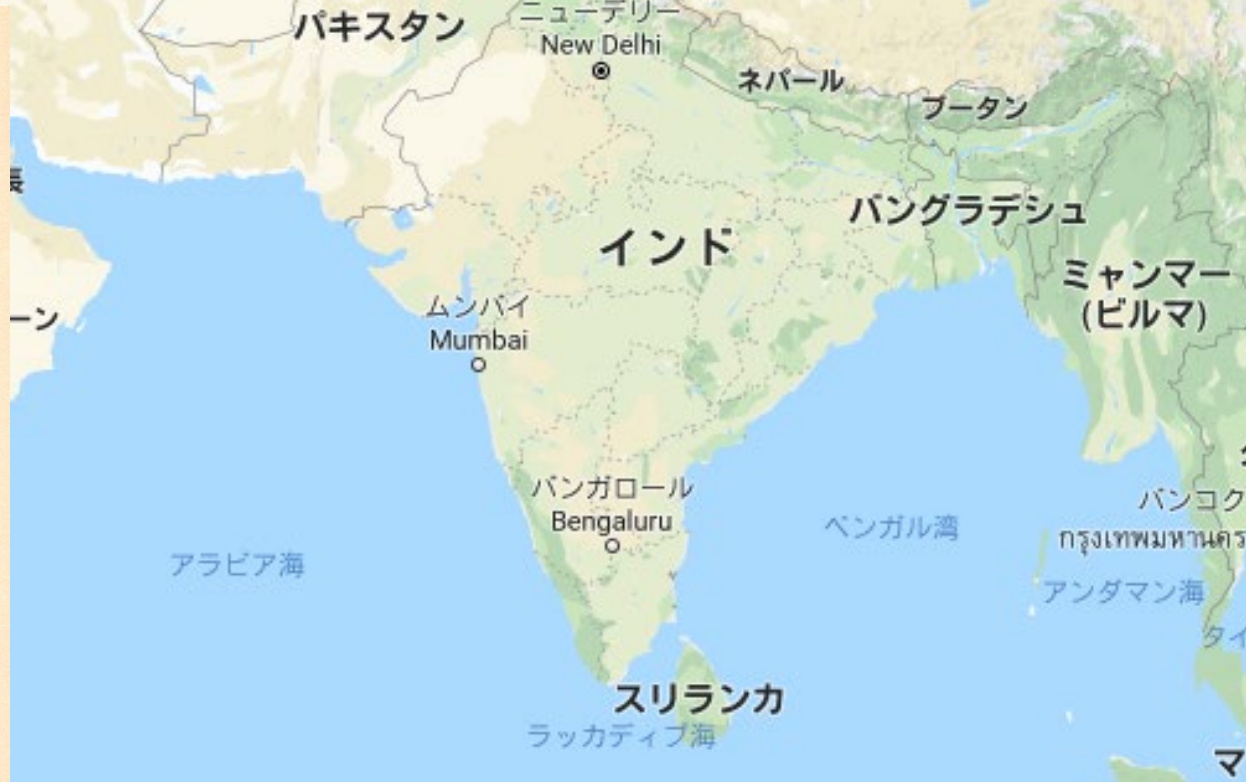 パキスタン
ニューデリー
New Delhi
ネパール
ブータン
バングラデシュ
インド
ミャンマー
(ビルマ)
ムンバイ
Mumbai
ーン
バンガロール
Bengaluru
ベンガル湾
バンコク
กรุงเทพมหานคร
アラビア海
アンダマン海
タイ
スリランカ
ラッカディブ海
マ